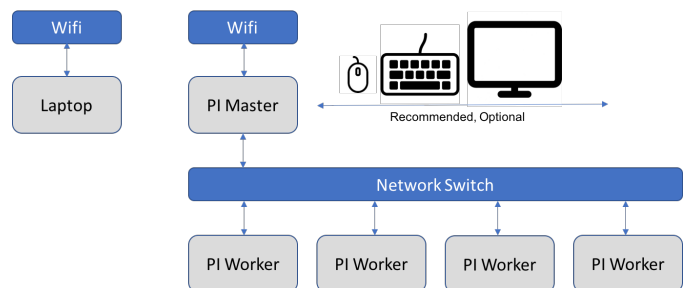 Wifi
Wifi
Laptop
PI Master
Recommended, Optional
Network Switch
PI Worker
PI Worker
PI Worker
PI Worker